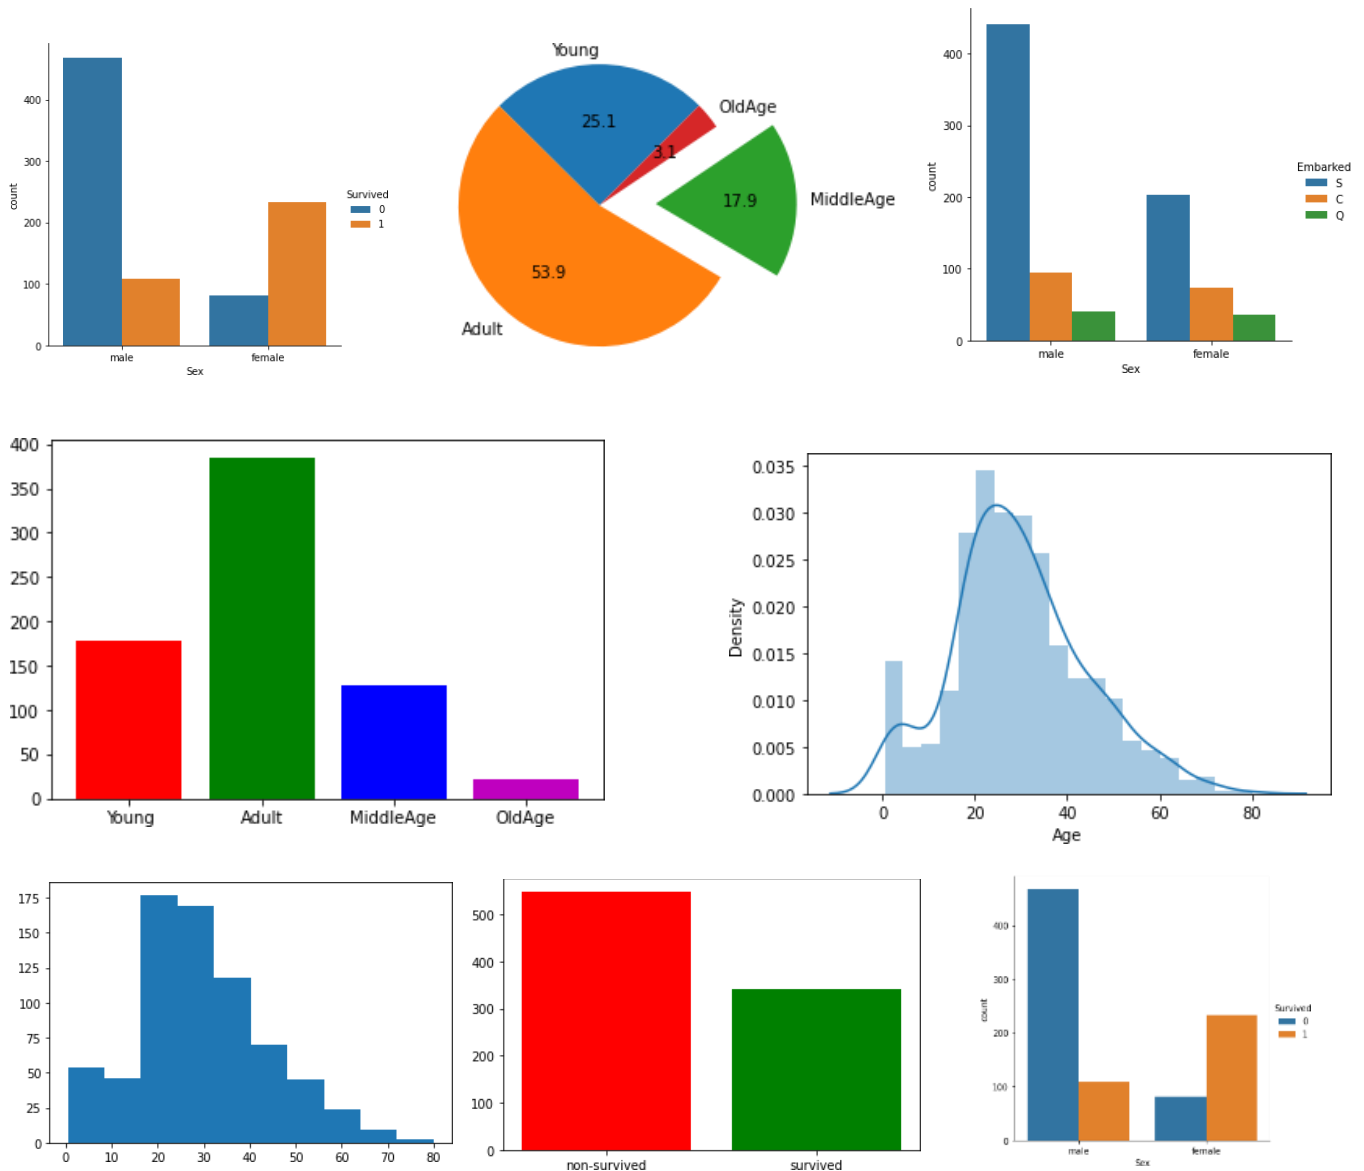 400
300
200
100
0
count
male
female
Sex
Survived
0
1
Young
25.1
OldAge
3.1
MiddleAge
17.9
53.9
Adult
400
300
200
100
0
count
male
female
Sex
Embarked
S
C
Q
400
350
300
250
200
150
100
50
0
Young
Adult
MiddleAge
OldAge
0.035
0.030
0.025
0.020
0.015
0.010
0.005
0.000
Density
0
20
40
60
80
Age
175
150
125
100
75
50
25
0
0
10
20
30
40
50
60
70
80
500
400
300
200
100
0
non-survived
survived
400
300
200
100
0
count
male
female
Sex
Survived
0
1